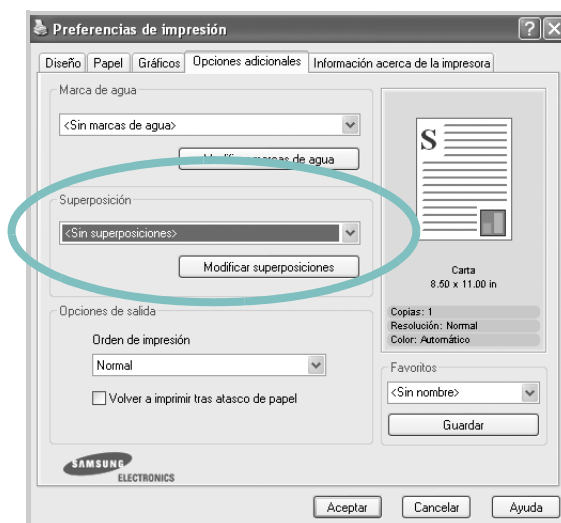 Preferencias de impresión
Diseño Papel Gráficos Opciones adicionales Información acerca de la impresora
Marca de agua
<Sin marcas de agua>
Modificar marcas de agua
Superposición
<Sin superposiciones>
Modificar superposiciones
Opciones de salida
Orden de impresión
Normal
Volver a imprimir tras atasco de papel
S
Carta
8.50 x 11.00 in
Copias: 1
Resolución: Normal
Color: Automático
Favoritos
<Sin nombre>
Guardar
SAMSUNG
ELECTRONICS
Aceptar Cancelar Ayuda